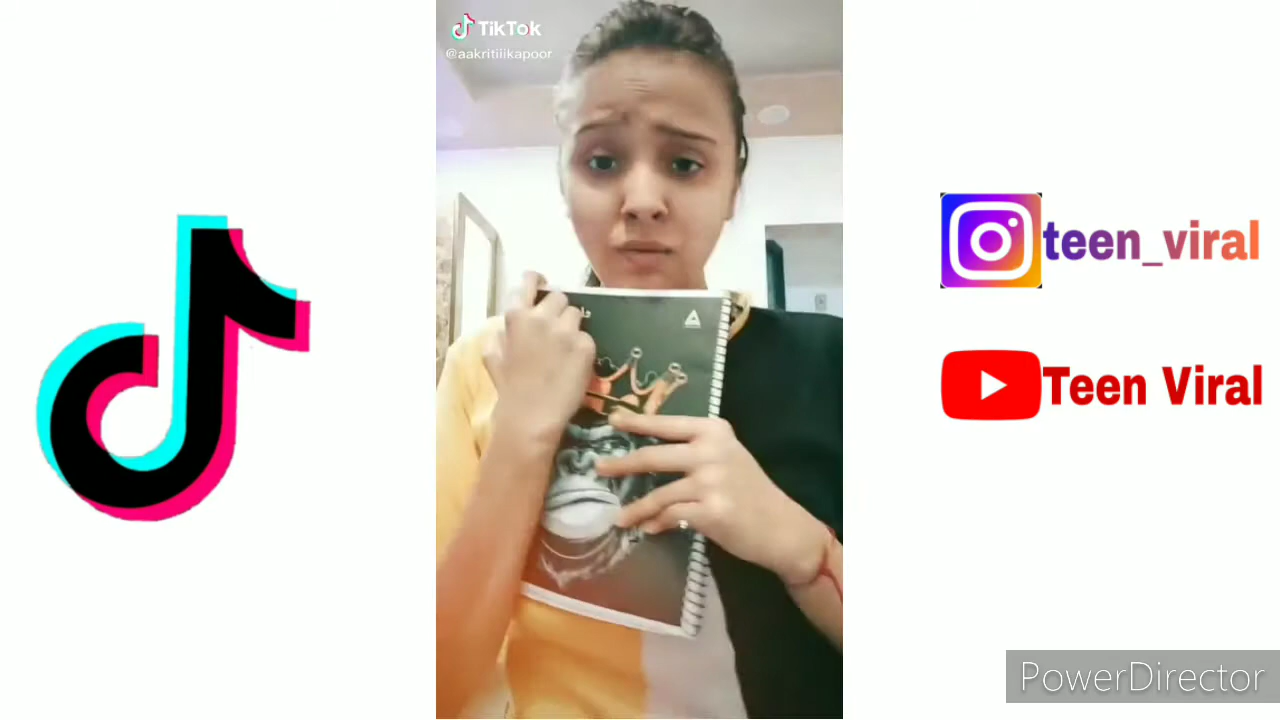 TikTok
@aakritiiikapoor
teen_viral
Teen Viral
PowerDirector